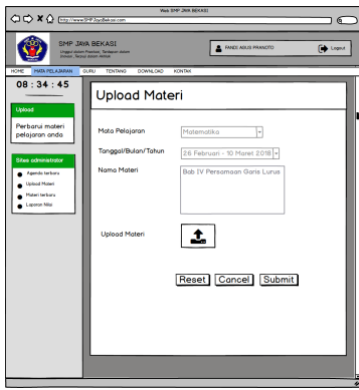 Web SMP JAYA BEKASI
SMP JAYA BEKASI
PANDI AGUS PRANOTO
Logout
HOME MATA PELAJARAN GURU TENTANG DOWNLOAD KONTAK
08 : 34 : 45
Upload
Perbarui materi
pelajaran anda
Sites administrator
Agenda terbaru
Upload Materi
Materi terbaru
Laporan Nilai
Upload Materi
Mata Pelajaran
Matematika
Tanggal/Bulan/Tahun
26 Februari - 10 Maret 2018
Nama Materi
Bab IV Persamaan Garis Lurus
Upload Materi
Reset Cancel Submit